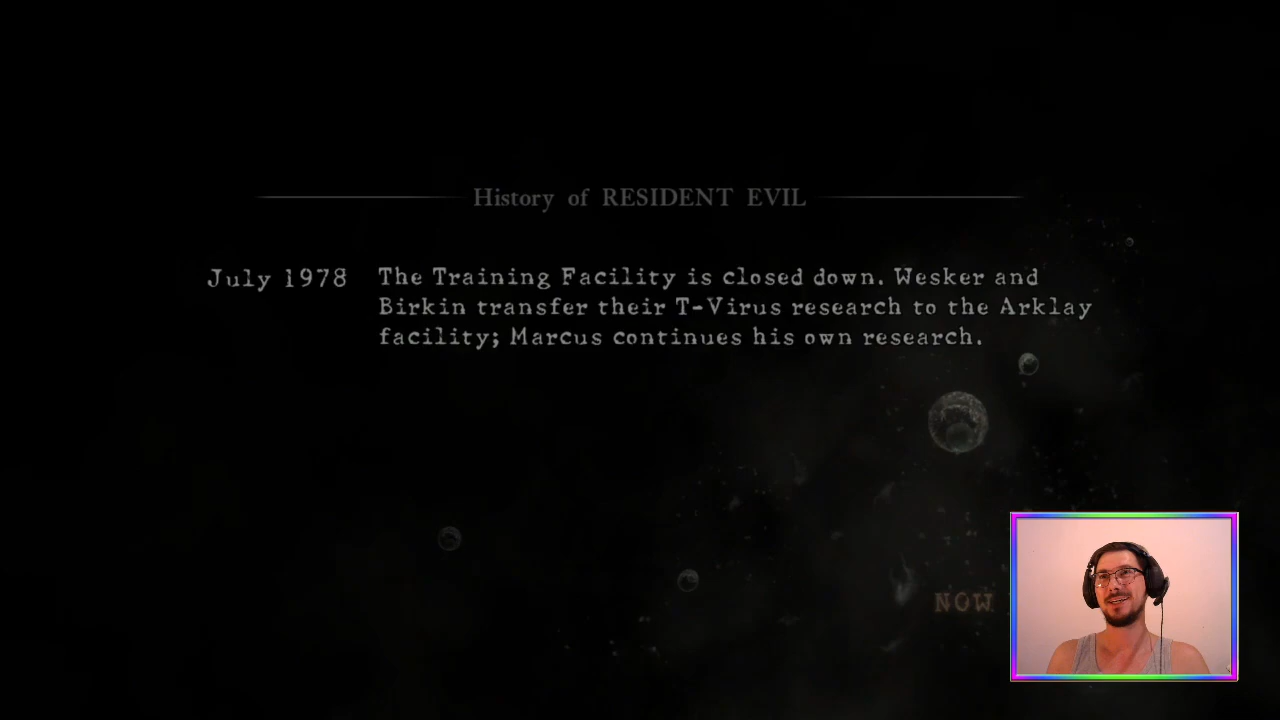 History of RESIDENT EVIL
July 1978 The Training Facility is closed down. Wesker and
Birkin transfer their T-Virus research to the Arklay
facility; Marcus continues his own research.
NOW